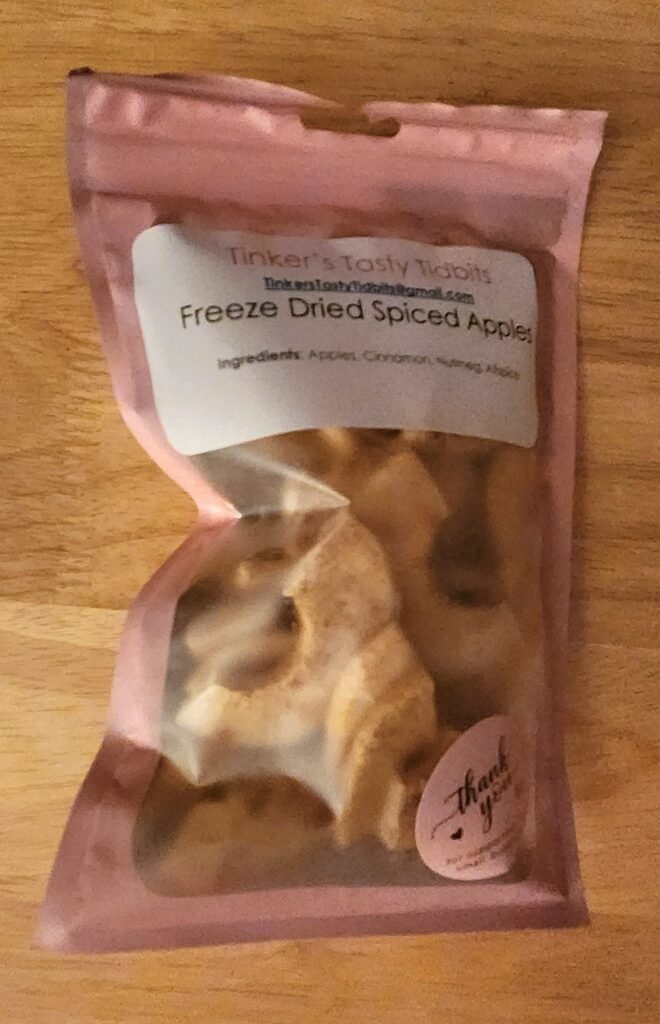 Tinker's Tasty Tidbits
TinkersTastyTidbits@gmail.com
Freeze Dried Spiced Apples
Ingredients: Apples, Cinnamon, Nutmeg, Allspice
thank
you